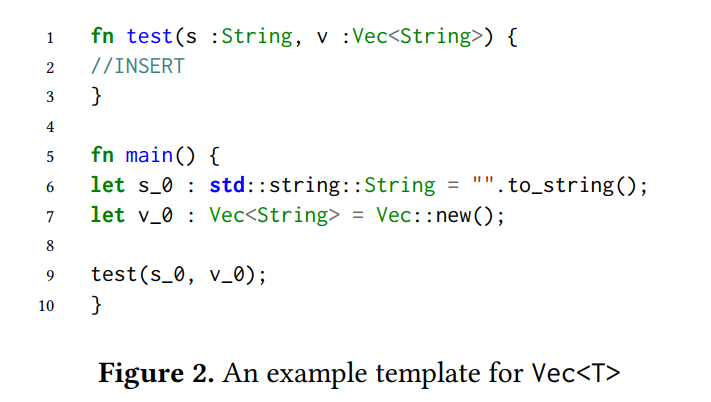 1 fn test(s :String, v :Vec<String>) {
2 //INSERT
3 }
4
5 fn main() {
6 let s_0 : std::string::String = "".to_string();
7 let v_0 : Vec<String> = Vec::new();
8
9 test(s_0, v_0);
10 }
Figure 2. An example template for Vec<T>